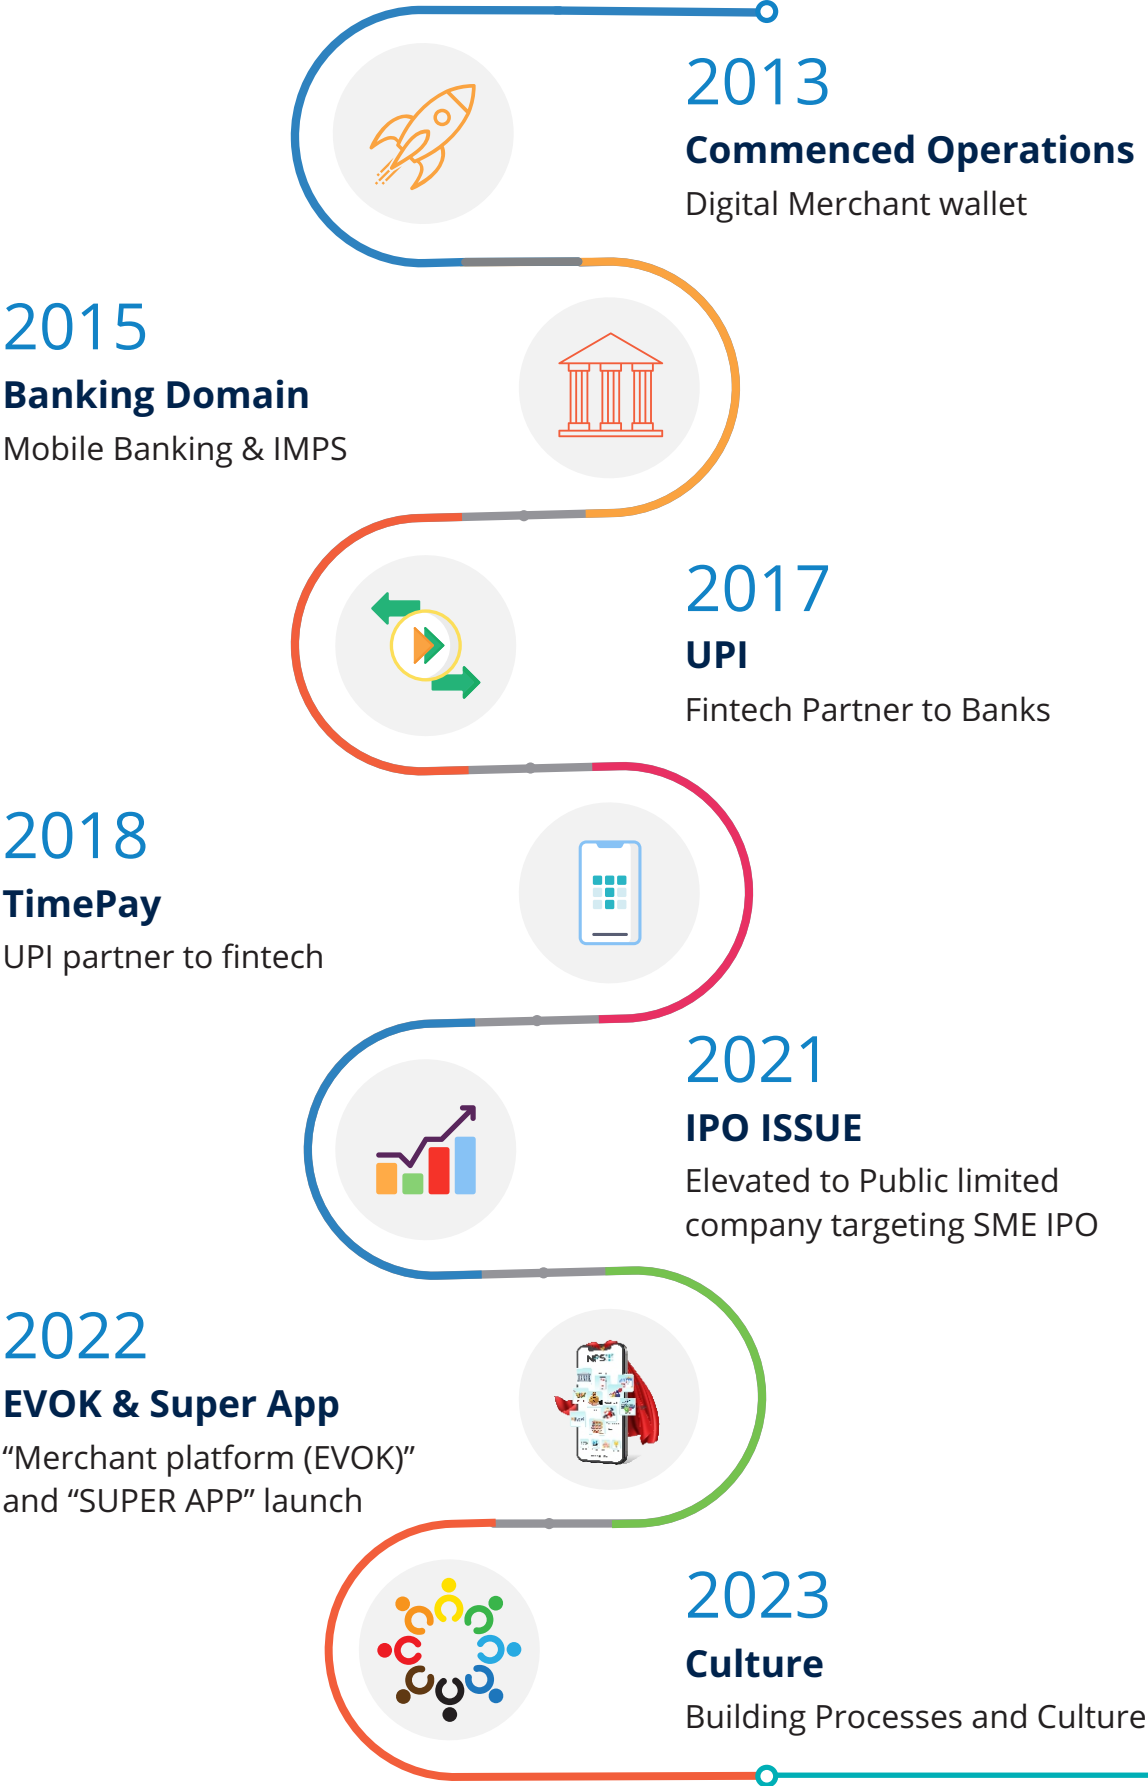 2013
Commenced Operations
Digital Merchant wallet
2015
Banking Domain
Mobile Banking & IMPS
2017
UPI
Fintech Partner to Banks
2018
TimePay
UPI partner to fintech
2021
IPO ISSUE
Elevated to Public limited
company targeting SME IPO
2022
EVOK & Super App
“Merchant platform (EVOK)”
and “SUPER APP” launch
NPST
2023
Culture
Building Processes and Culture